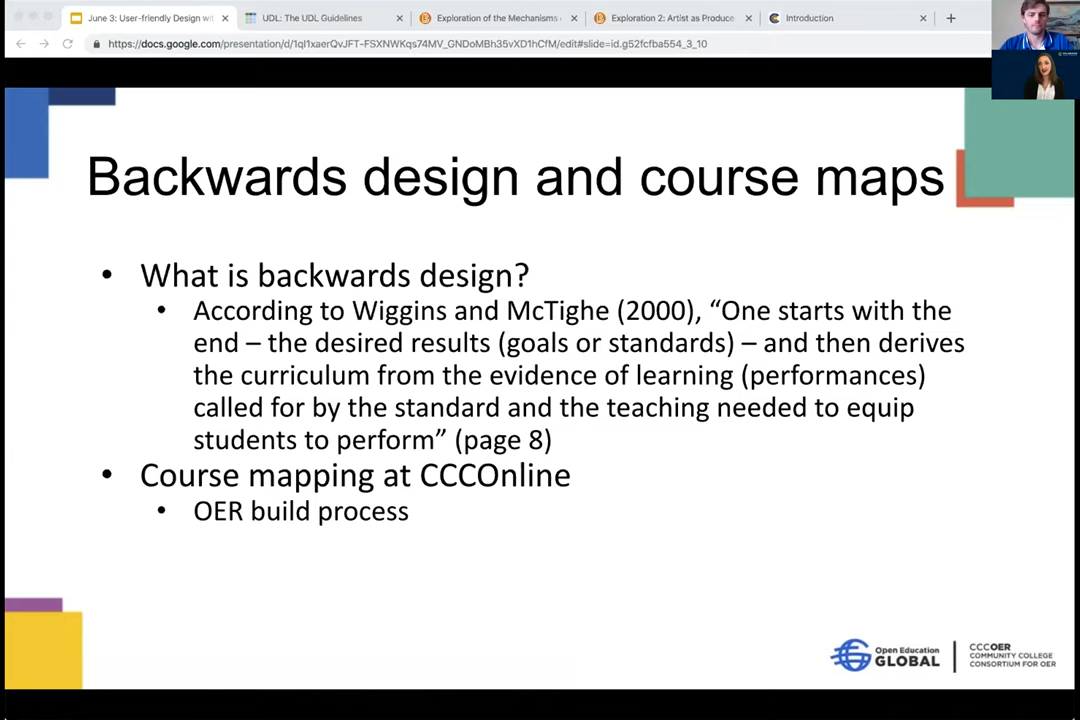 June 3: User-friendly Design wit
UDL: The UDL Guidelines
Exploration of the Mechanisms
Exploration 2: Artist as Produce
Introduction
https://docs.google.com/presentation/d/1ql1xaerQvJFT-FSXNWKqs74MV_GNDoMBh35vXD1hCfM/edit#slide=id.g52fcfba554_3_10
Backwards design and course maps
• What is backwards design?
• According to Wiggins and McTighe (2000), “One starts with the
end – the desired results (goals or standards) – and then derives
the curriculum from the evidence of learning (performances)
called for by the standard and the teaching needed to equip
students to perform” (page 8)
• Course mapping at CCCOnline
• OER build process
Open Education
GLOBAL
CCCOER
COMMUNITY COLLEGE
CONSORTIUM FOR OER